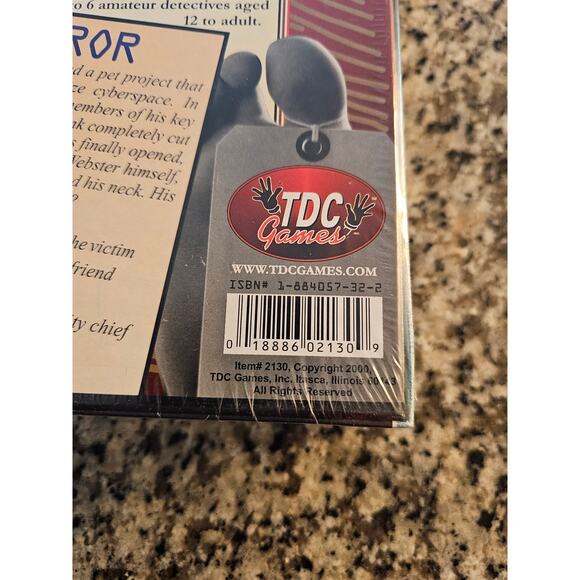 to 6 amateur detectives aged
12 to adult.
ROR
d a pet project that
ze cyberspace. In
embers of his key
nk completely cut
s finally opened,
Webster himself,
d his neck. His
?
he victim
friend
ty chief
TDC
Games
WWW.TDCGAMES.COM
ISBN# 1-884057-32-2
0 18886 02130 9
Item# 2130, Copyright 2000,
TDC Games, Inc. Itasca, Illinois 60143
All Rights Reserved